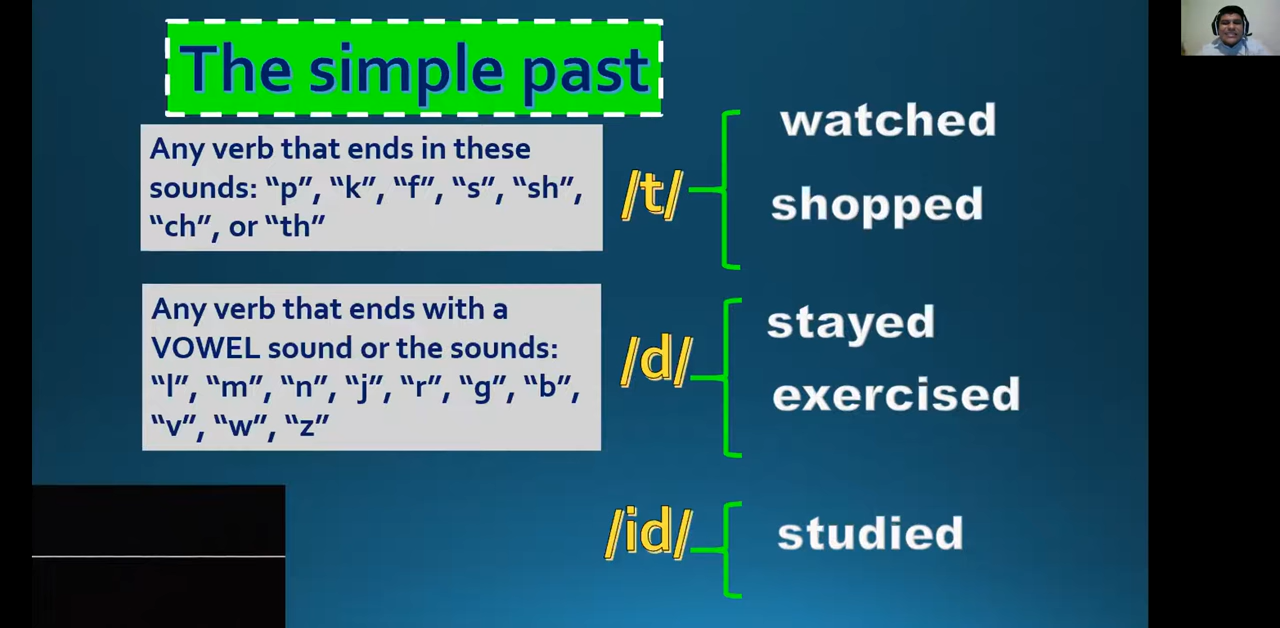 The simple past
Any verb that ends in these
sounds: “p”, “k”, “f”, “s”, “sh”,
“ch”, or “th”
/t/
watched
shopped
Any verb that ends with a
VOWEL sound or the sounds:
“l”, “m”, “n”, “j”, “r”, “g”, “b”,
“v”, “w”, “z”
/d/
stayed
exercised
/id/
studied